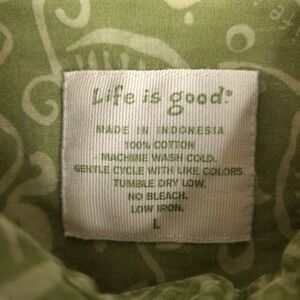 Life is good.®
MADE IN INDONESIA
100% COTTON
MACHINE WASH COLD.
GENTLE CYCLE WITH LIKE COLORS.
TUMBLE DRY LOW.
NO BLEACH.
LOW IRON.
L